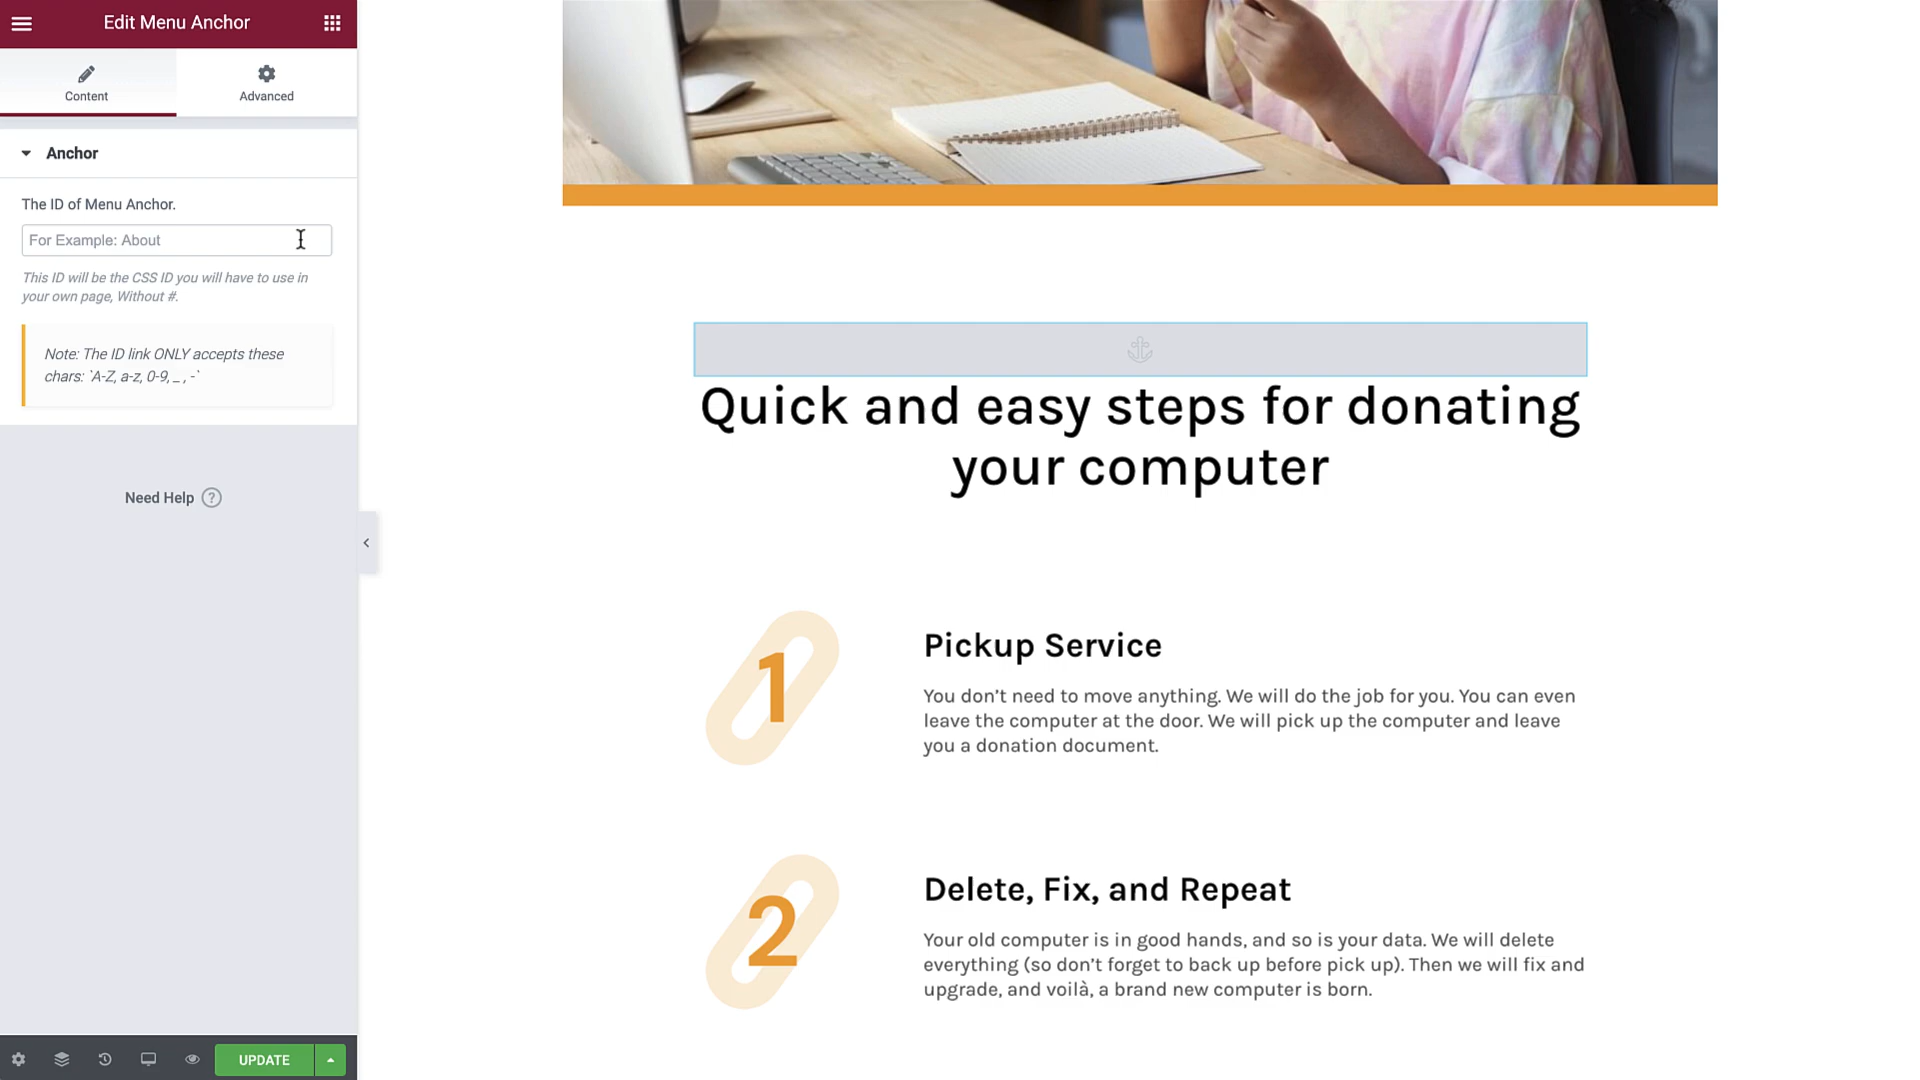 Edit Menu Anchor
Content
Advanced
Anchor
The ID of Menu Anchor.
For Example: About
This ID will be the CSS ID you will have to use in
your own page, Without #.
Note: The ID link ONLY accepts these
chars: `A-Z, a-z, 0-9, _ , -`
Need Help ?
UPDATE
Quick and easy steps for donating
your computer
1
Pickup Service
You don’t need to move anything. We will do the job for you. You can even
leave the computer at the door. We will pick up the computer and leave
you a donation document.
2
Delete, Fix, and Repeat
Your old computer is in good hands, and so is your data. We will delete
everything (so don’t forget to back up before pick up). Then we will fix and
upgrade, and voilà, a brand new computer is born.